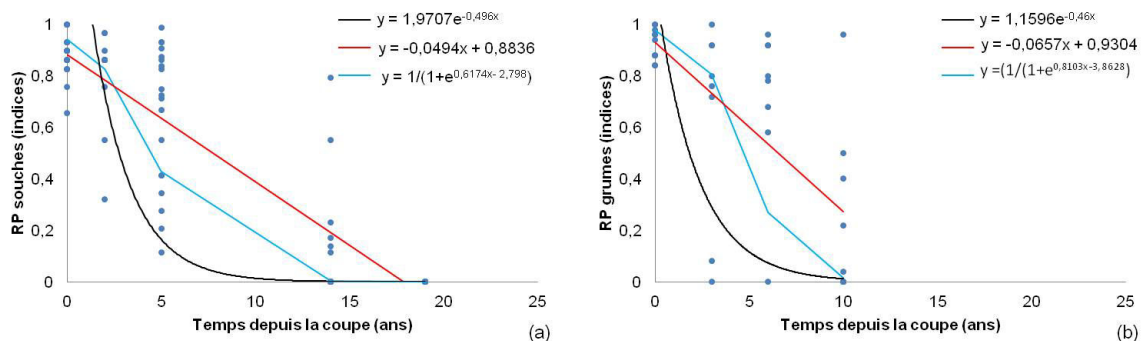 RP souches (indices)
1
0,8
0,6
0,4
0,2
0
0 5 10 15 20 25
Temps depuis la coupe (ans)
(a)
y = 1,9707e^-0,496x
y = -0,0494x + 0,8836
y = 1/(1+e^0,6174x- 2,798)
RP grumes (indices)
1
0,8
0,6
0,4
0,2
0
0 5 10 15 20 25
Temps depuis la coupe (ans)
(b)
y = 1,1596e^-0,46x
y = -0,0657x + 0,9304
y =(1/(1+e^0,8103x-3,8628)